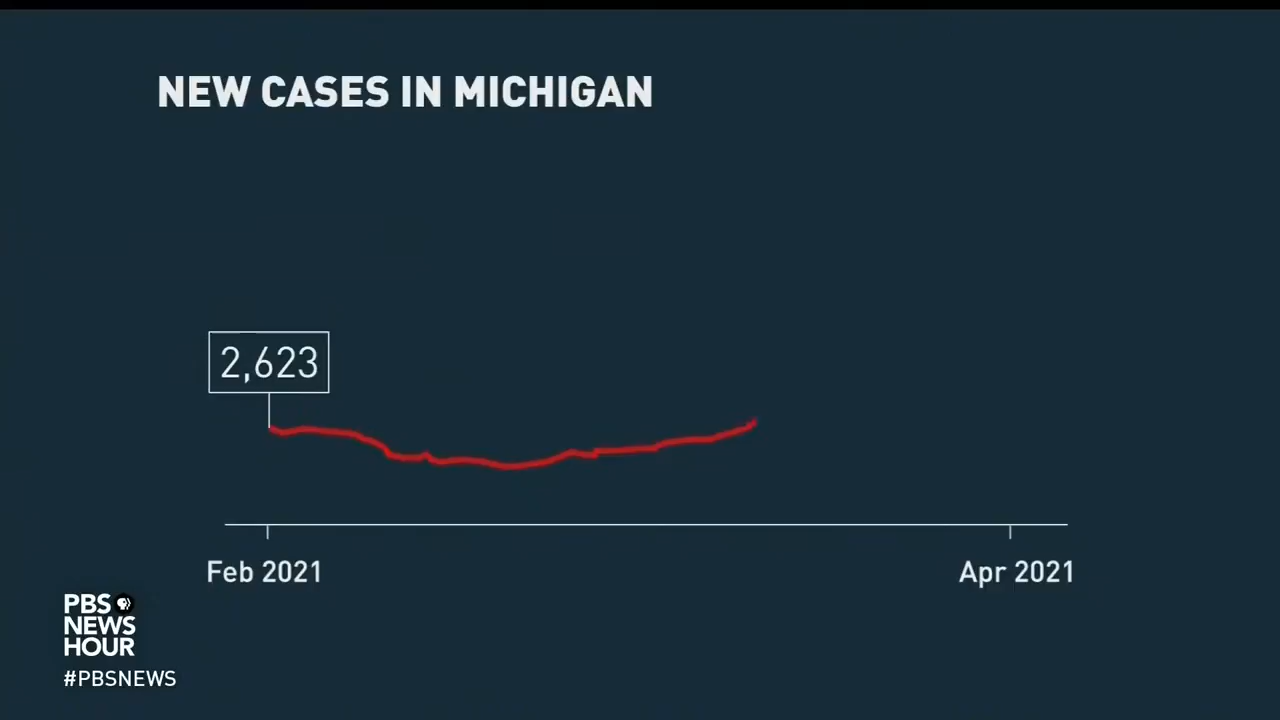 NEW CASES IN MICHIGAN
2,623
Feb 2021
Apr 2021
PBS
NEWS
HOUR
#PBSNEWS